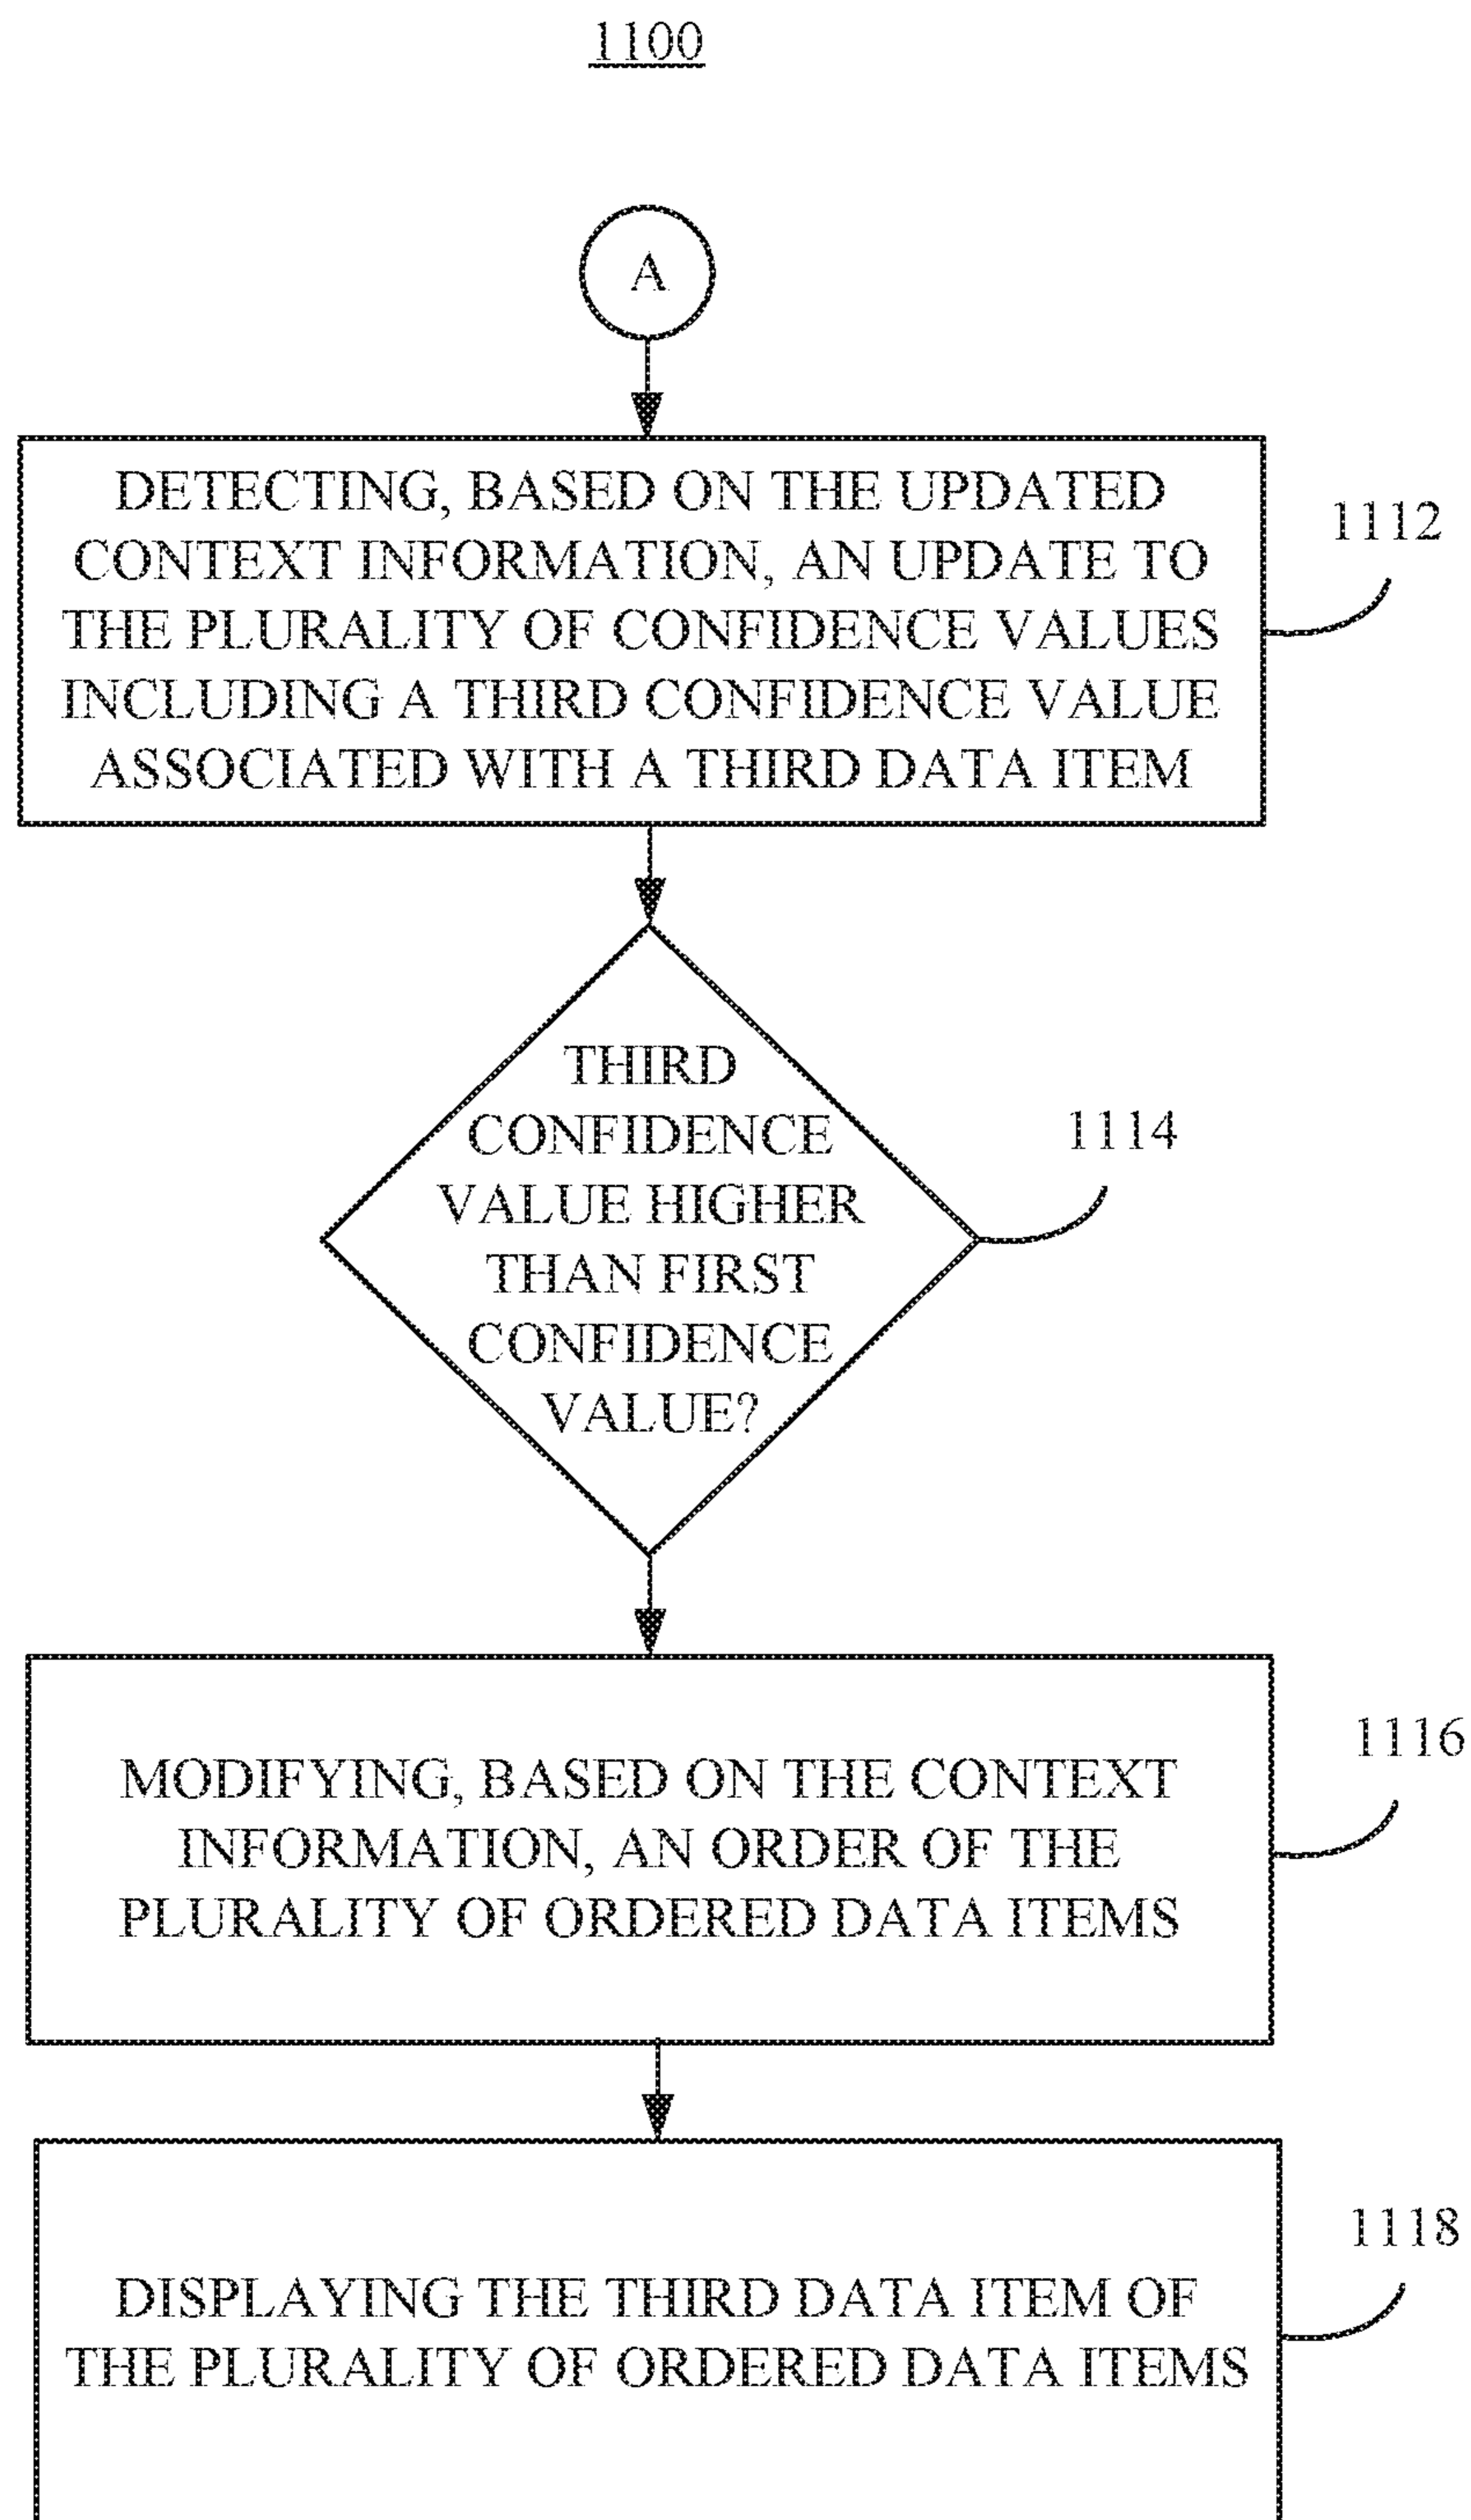 1100
A
DETECTING, BASED ON THE UPDATED
CONTEXT INFORMATION, AN UPDATE TO
THE PLURALITY OF CONFIDENCE VALUES
INCLUDING A THIRD CONFIDENCE VALUE
ASSOCIATED WITH A THIRD DATA ITEM
1112
THIRD
CONFIDENCE
VALUE HIGHER
THAN FIRST
CONFIDENCE
VALUE?
1114
MODIFYING, BASED ON THE CONTEXT
INFORMATION, AN ORDER OF THE
PLURALITY OF ORDERED DATA ITEMS
1116
DISPLAYING THE THIRD DATA ITEM OF
THE PLURALITY OF ORDERED DATA ITEMS
1118